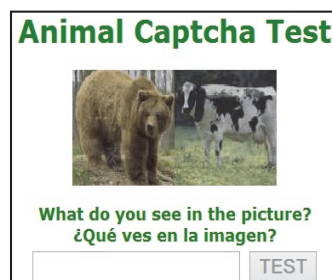 Animal Captcha Test
What do you see in the picture?
¿Qué ves en la imagen?
TEST